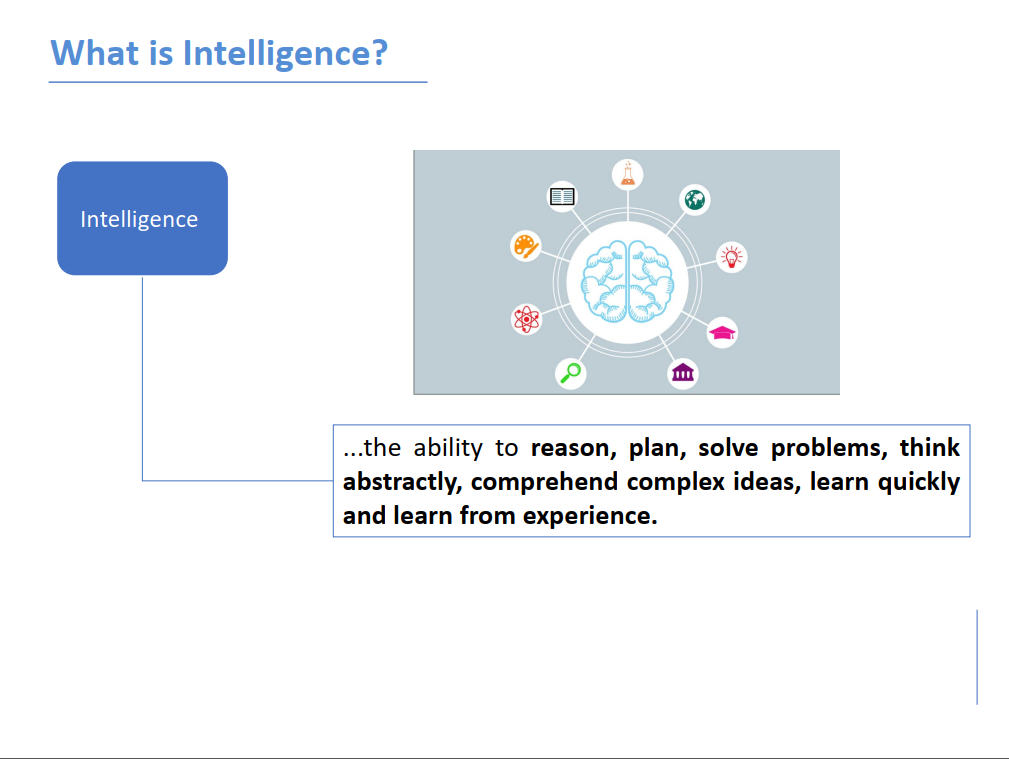 What is Intelligence?
Intelligence
...the ability to reason, plan, solve problems, think
abstractly, comprehend complex ideas, learn quickly
and learn from experience.